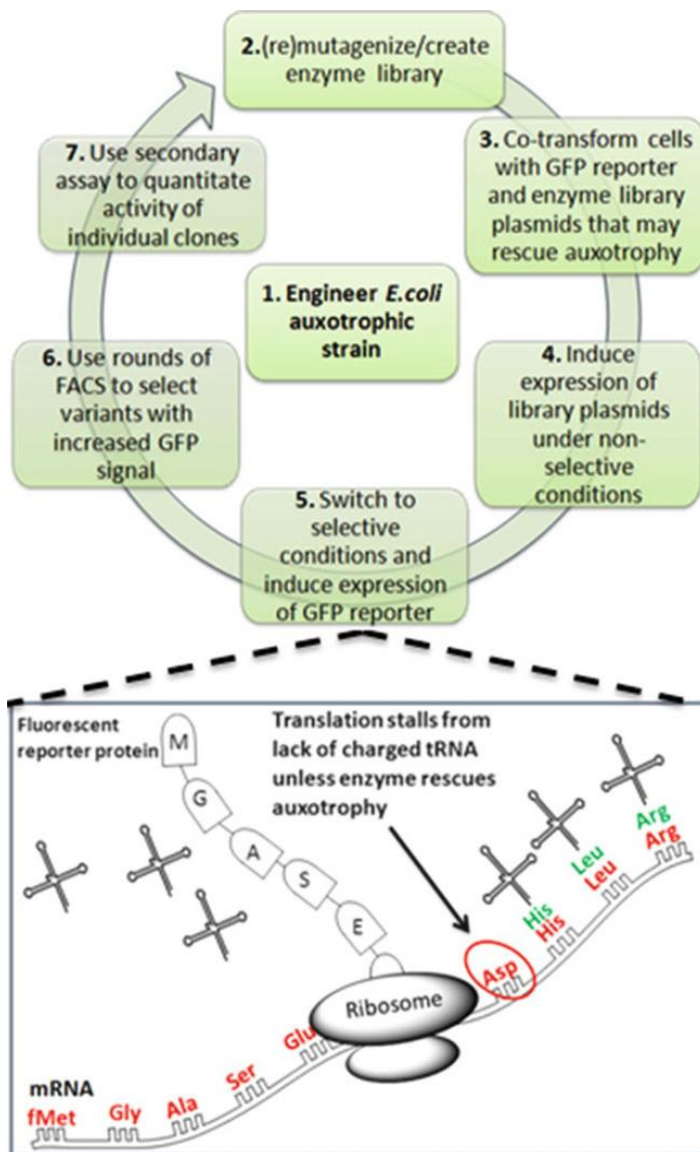 2.(re)mutagenize/create
enzyme library
3. Co-transform cells
with GFP reporter
and enzyme library
plasmids that may
rescue auxotrophy
4. Induce
expression of
library plasmids
under non-
selective
conditions
5. Switch to
selective
conditions and
induce expression
of GFP reporter
6. Use rounds of
FACS to select
variants with
increased GFP
signal
7. Use secondary
assay to quantitate
activity of
individual clones
1. Engineer E.coli
auxotrophic
strain
Fluorescent
reporter protein
M
G
A
S
E
Translation stalls from
lack of charged tRNA
unless enzyme rescues
auxotrophy
Arg
Arg
Leu
Leu
His
His
Asp
Ribosome
Glu
Ser
Ala
Gly
mRNA
fMet